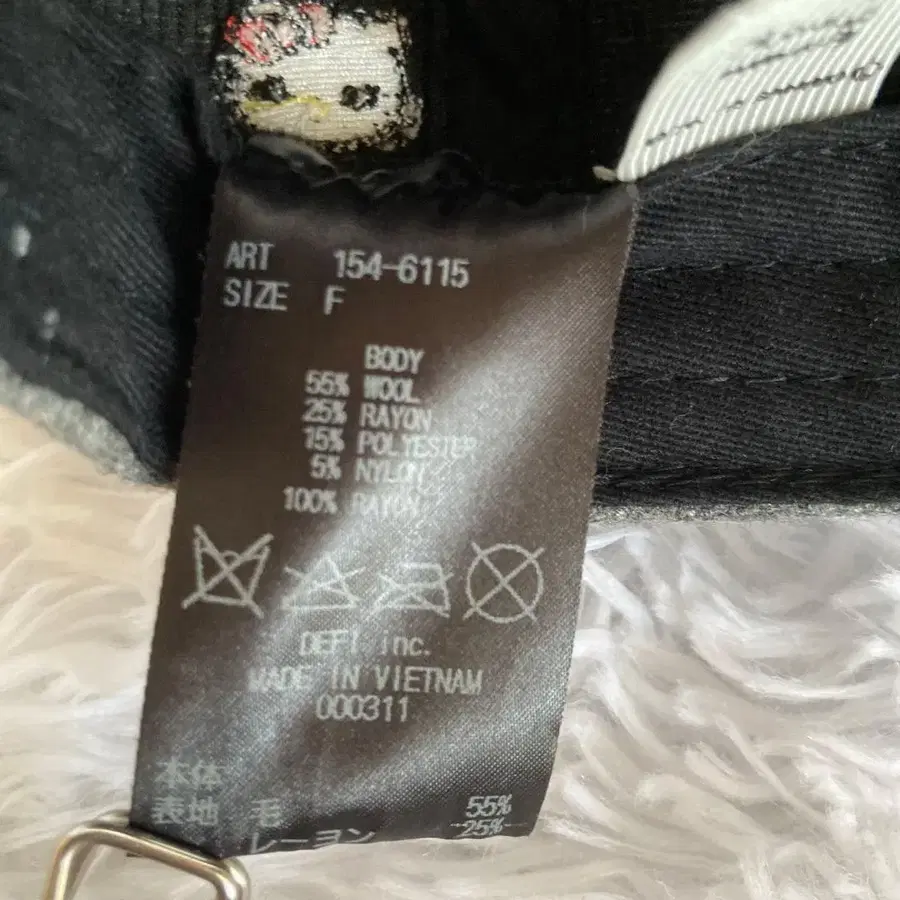 ART 154-6115
SIZE F
BODY
55% WOOL
25% RAYON
15% POLYESTER
5% NYLON
100% RAYON
DEFI inc.
MADE IN VIETNAM
000311
本体
表地 毛 55%
レーヨン 25%